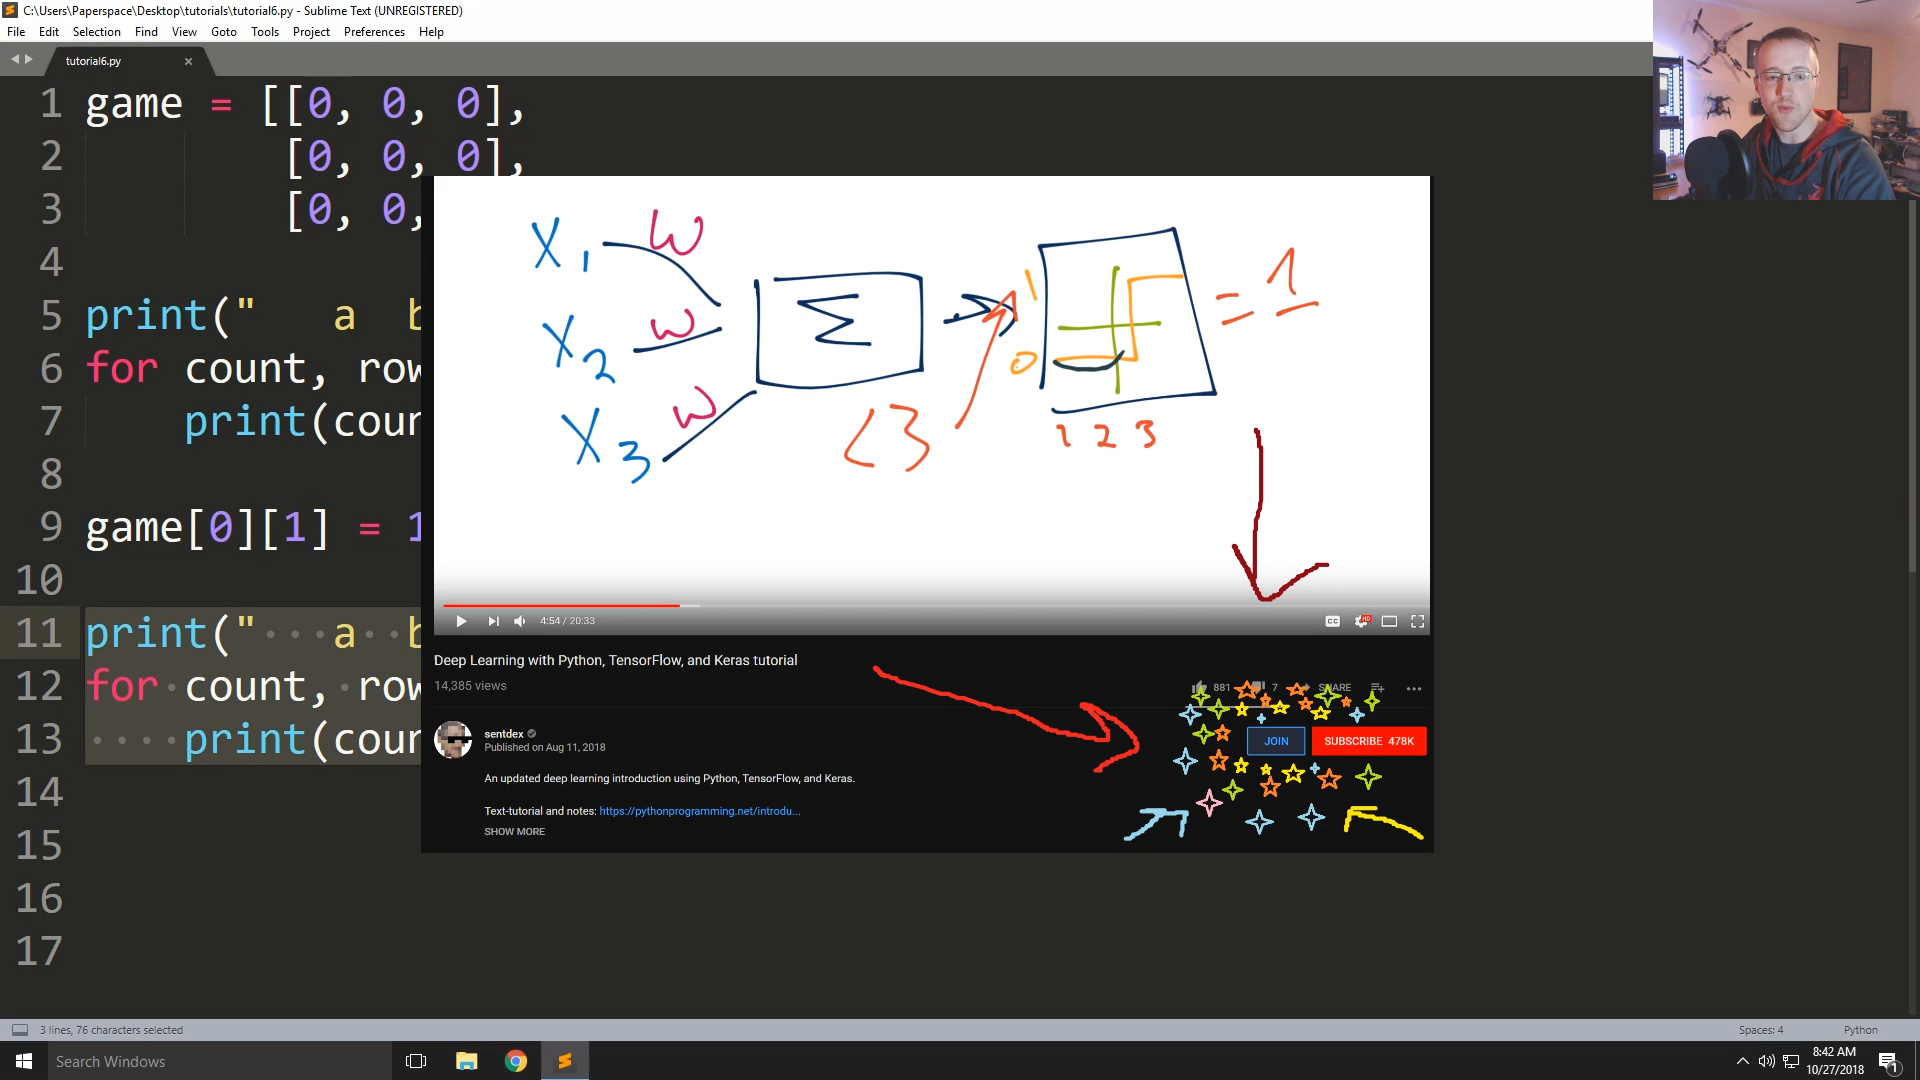 C:\Users\Paperspace\Desktop\tutorials\tutorial6.py - Sublime Text (UNREGISTERED)
File Edit Selection Find View Goto Tools Project Preferences Help
tutorial6.py
1 game = [[0, 0, 0],
2 [0, 0, 0],
3 [0, 0,
4
5 print(" a b
6 for count, row
7 print(coun
8
9 game[0][1] = 1
10
11 print(" a b
12 for count, row
13 print(coun
14
15
16
17
X1 w
X2 w
X3 w
Σ
<3
1
0
1 2 3
= 1
4:54 / 20:33
CC
HD
Deep Learning with Python, TensorFlow, and Keras tutorial
14,385 views
881 7 SHARE
sentdex
Published on Aug 11, 2018
JOIN SUBSCRIBE 478K
An updated deep learning introduction using Python, TensorFlow, and Keras.
Text-tutorial and notes: https://pythonprogramming.net/introdu...
SHOW MORE
3 lines, 76 characters selected
Spaces: 4 Python
Search Windows
8:42 AM
10/27/2018
1